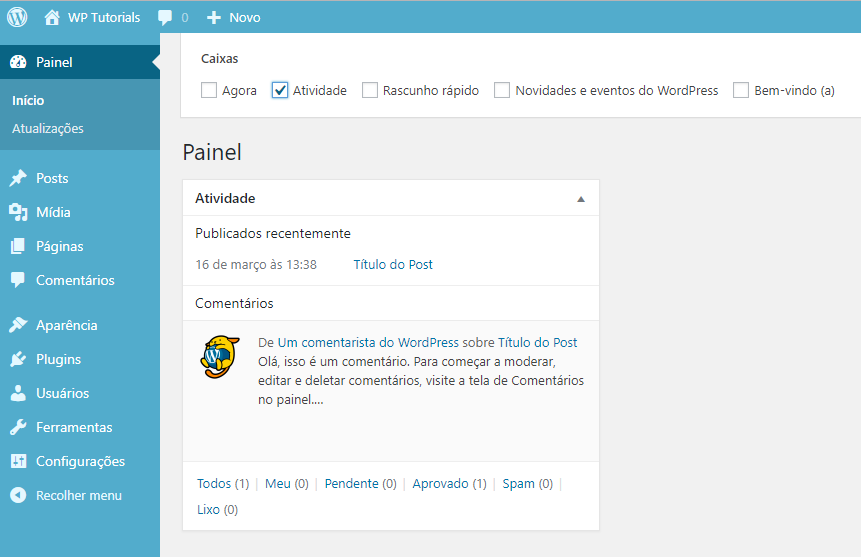 WP Tutorials 0 Novo
Painel
Início
Atualizações
Posts
Mídia
Páginas
Comentários
Aparência
Plugins
Usuários
Ferramentas
Configurações
Recolher menu
Caixas
Agora Atividade Rascunho rápido Novidades e eventos do WordPress Bem-vindo (a)
Painel
Atividade
Publicados recentemente
16 de março às 13:38 Título do Post
Comentários
De Um comentarista do WordPress sobre Título do Post
Olá, isso é um comentário. Para começar a moderar,
editar e deletar comentários, visite a tela de Comentários
no painel.…
Todos (1) | Meu (0) | Pendente (0) | Aprovado (1) | Spam (0) |
Lixo (0)